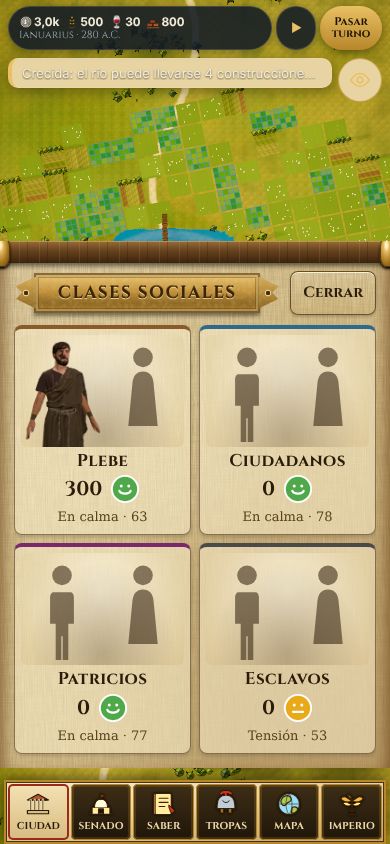 3,0k 500 30 800
IANUARIUS · 280 A.C.
PASAR
TURNO
Crecida: el río puede llevarse 4 construccione...
CLASES SOCIALES
CERRAR
PLEBE
300
En calma · 63
CIUDADANOS
0
En calma · 78
PATRICIOS
0
En calma · 77
ESCLAVOS
0
Tensión · 53
CIUDAD
SENADO
SABER
TROPAS
MAPA
IMPERIO